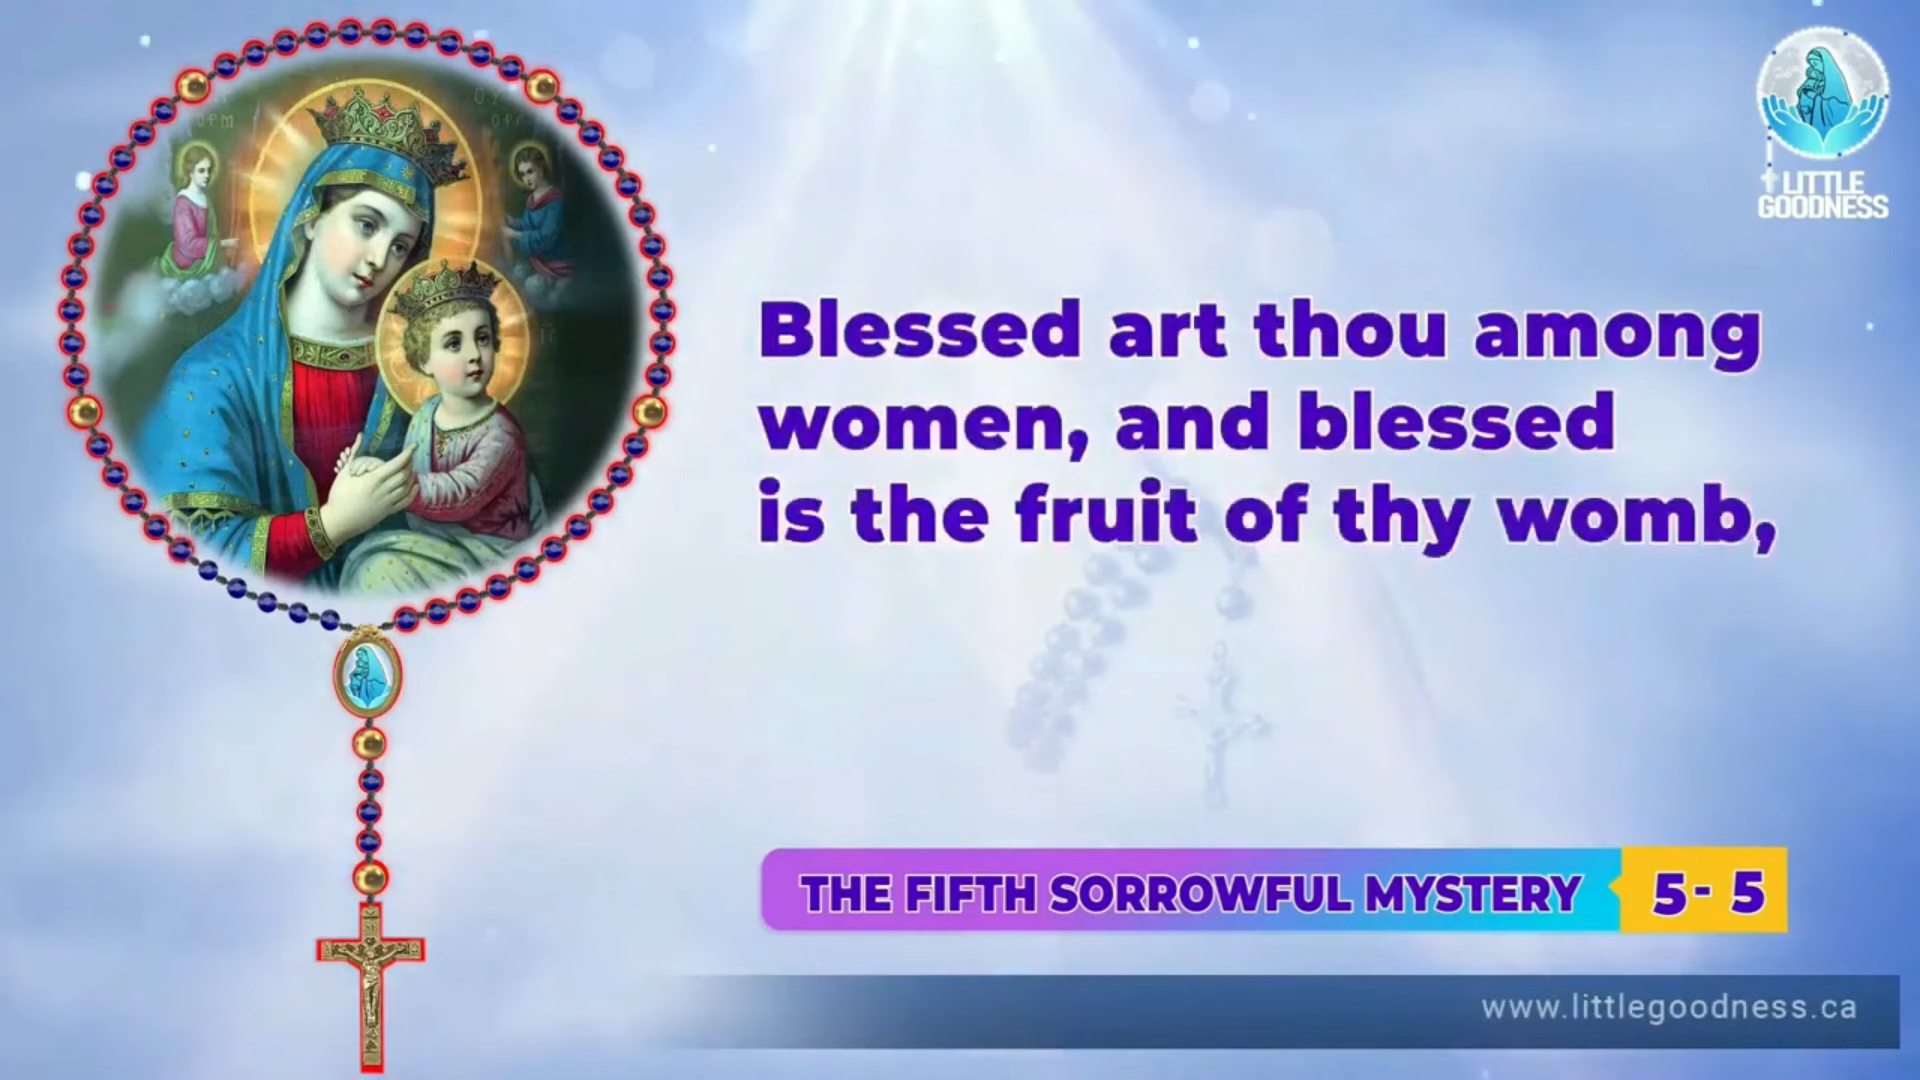 LITTLE
GOODNESS
Blessed art thou among
women, and blessed
is the fruit of thy womb,
THE FIFTH SORROWFUL MYSTERY 5- 5
www.littlegoodness.ca